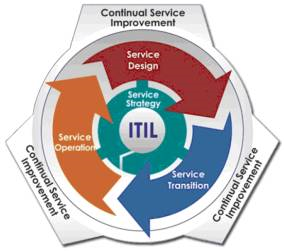 Continual Service
Improvement
Service
Design
Service
Strategy
ITIL
Service
Operation
Service
Transition
Continual Service
Improvement
Continual Service
Improvement